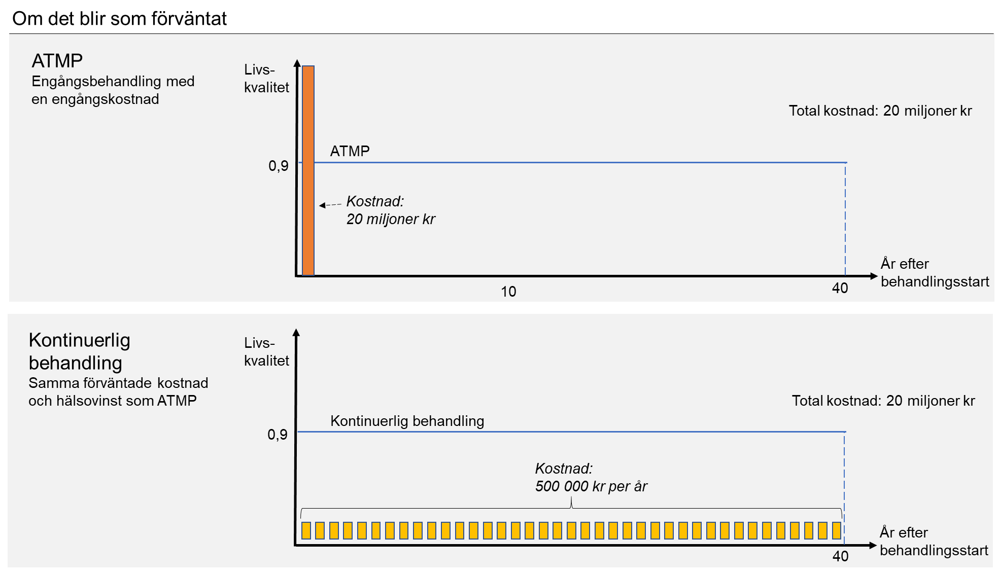 Om det blir som förväntat
ATMP
Engångsbehandling med
en engångskostnad
Livs-
kvalitet
Total kostnad: 20 miljoner kr
ATMP
0,9
Kostnad:
20 miljoner kr
År efter
behandlingsstart
10
40
Kontinuerlig
behandling
Samma förväntade kostnad
och hälsovinst som ATMP
Livs-
kvalitet
Total kostnad: 20 miljoner kr
Kontinuerlig behandling
0,9
Kostnad:
500 000 kr per år
År efter
behandlingsstart
40